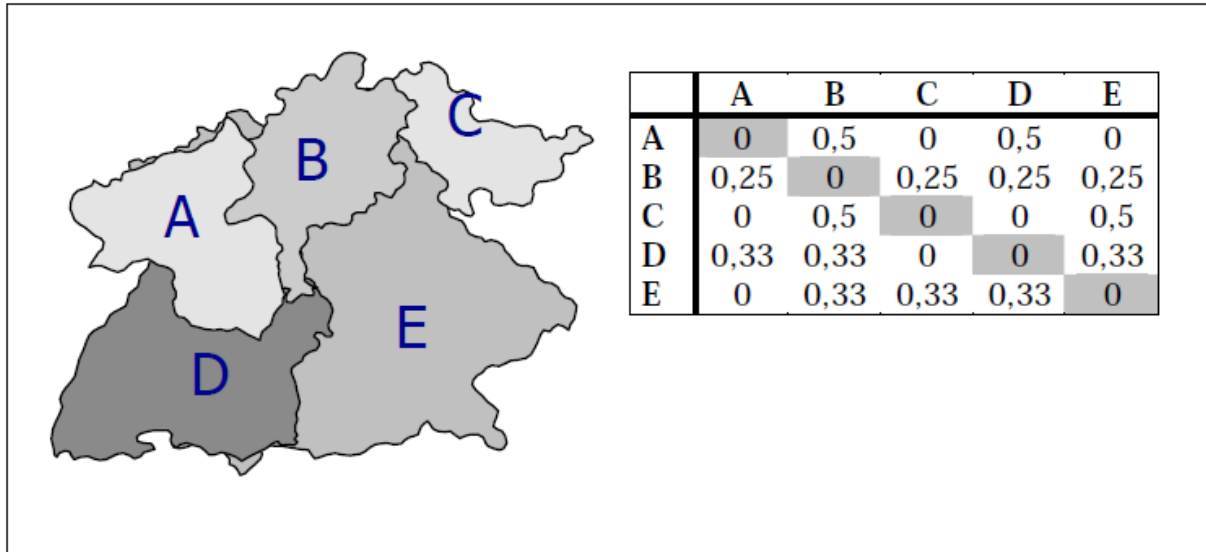 C
B
A
E
D
A B C D E
A 0 0,5 0 0,5 0
B 0,25 0 0,25 0,25 0,25
C 0 0,5 0 0 0,5
D 0,33 0,33 0 0 0,33
E 0 0,33 0,33 0,33 0